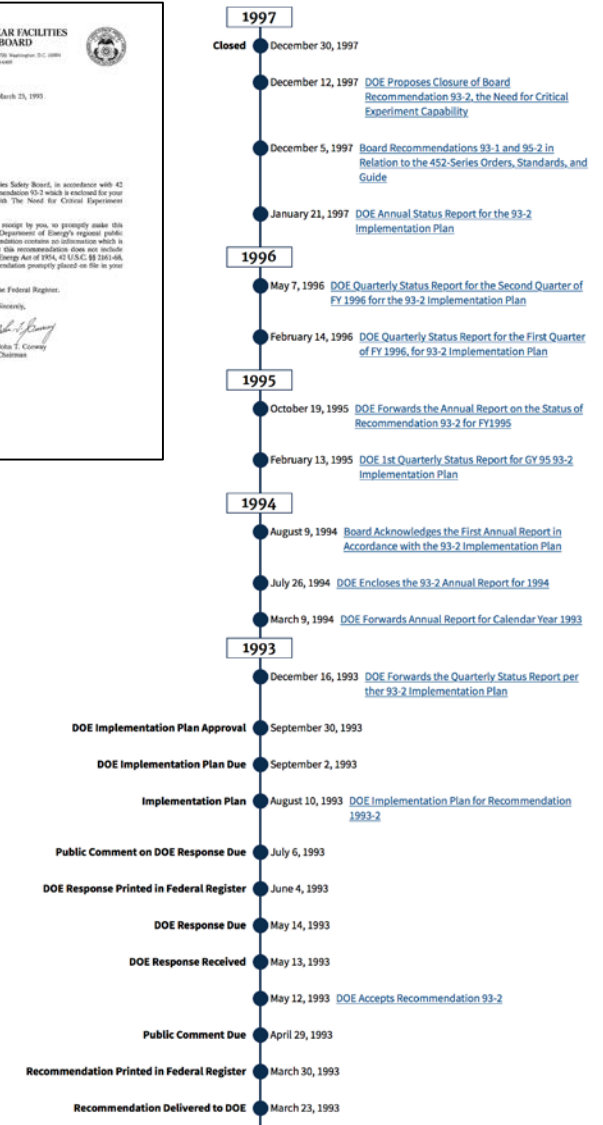 AR FACILITIES
BOARD
March 23, 1993
ies Safety Board, in accordance with 42
mendation 93-2 which is enclosed for your
The Need for Critical Experiment
receipt by you, to promptly make this
Department of Energy's regional public
ndation contains no information which is
this recommendation does not include
Energy Act of 1954, 42 U.S.C. §§ 2161-68,
endation promptly placed on file in your
he Federal Register.
Sincerely,
John T. Conway
Chairman
1997
Closed December 30, 1997
December 12, 1997 DOE Proposes Closure of Board
Recommendation 93-2, the Need for Critical
Experiment Capability
December 5, 1997 Board Recommendations 93-1 and 95-2 in
Relation to the 452-Series Orders, Standards, and
Guide
January 21, 1997 DOE Annual Status Report for the 93-2
Implementation Plan
1996
May 7, 1996 DOE Quarterly Status Report for the Second Quarter of
FY 1996 forr the 93-2 Implementation Plan
February 14, 1996 DOE Quarterly Status Report for the First Quarter
of FY 1996, for 93-2 Implementation Plan
1995
October 19, 1995 DOE Forwards the Annual Report on the Status of
Recommendation 93-2 for FY1995
February 13, 1995 DOE 1st Quarterly Status Report for GY 95 93-2
Implementation Plan
1994
August 9, 1994 Board Acknowledges the First Annual Report in
Accordance with the 93-2 Implementation Plan
July 26, 1994 DOE Encloses the 93-2 Annual Report for 1994
March 9, 1994 DOE Forwards Annual Report for Calendar Year 1993
1993
December 16, 1993 DOE Forwards the Quarterly Status Report per
ther 93-2 Implementation Plan
DOE Implementation Plan Approval September 30, 1993
DOE Implementation Plan Due September 2, 1993
Implementation Plan August 10, 1993 DOE Implementation Plan for Recommendation
1993-2
Public Comment on DOE Response Due July 6, 1993
DOE Response Printed in Federal Register June 4, 1993
DOE Response Due May 14, 1993
DOE Response Received May 13, 1993
May 12, 1993 DOE Accepts Recommendation 93-2
Public Comment Due April 29, 1993
Recommendation Printed in Federal Register March 30, 1993
Recommendation Delivered to DOE March 23, 1993